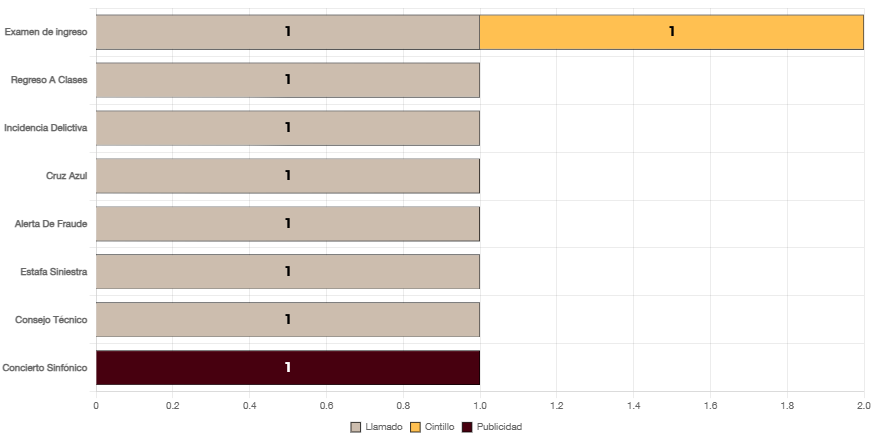 Examen de ingreso 1 1
Regreso A Clases 1
Incidencia Delictiva 1
Cruz Azul 1
Alerta De Fraude 1
Estafa Siniestra 1
Consejo Técnico 1
Concierto Sinfónico 1
0 0.2 0.4 0.6 0.8 1.0 1.2 1.4 1.6 1.8 2.0
Llamado Cintillo Publicidad